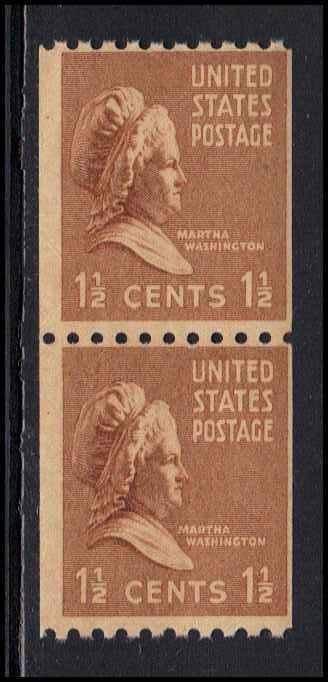 UNITED
STATES
POSTAGE
MARTHA
WASHINGTON
1½ CENTS 1½
UNITED
STATES
POSTAGE
MARTHA
WASHINGTON
1½ CENTS 1½